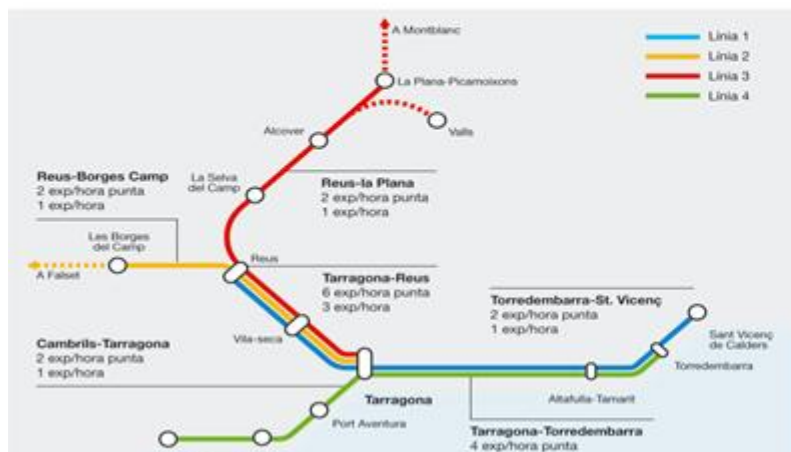 A Montblanc
Línia 1
Línia 2
Línia 3
Línia 4
La Plana-Picamoixons
Alcover
Valls
Reus-Borges Camp
2 exp/hora punta
1 exp/hora
La Selva
del Camp
Reus-la Plana
2 exp/hora punta
1 exp/hora
Les Borges
del Camp
Reus
A Falset
Tarragona-Reus
6 exp/hora punta
3 exp/hora
Torredembarra-St. Vicenç
2 exp/hora punta
1 exp/hora
Vila-seca
Sant Vicenç
de Calders
Cambrils-Tarragona
2 exp/hora punta
1 exp/hora
Torredembarra
Tarragona
Altafulla-Tamarit
Port Aventura
Tarragona-Torredembarra
4 exp/hora punta